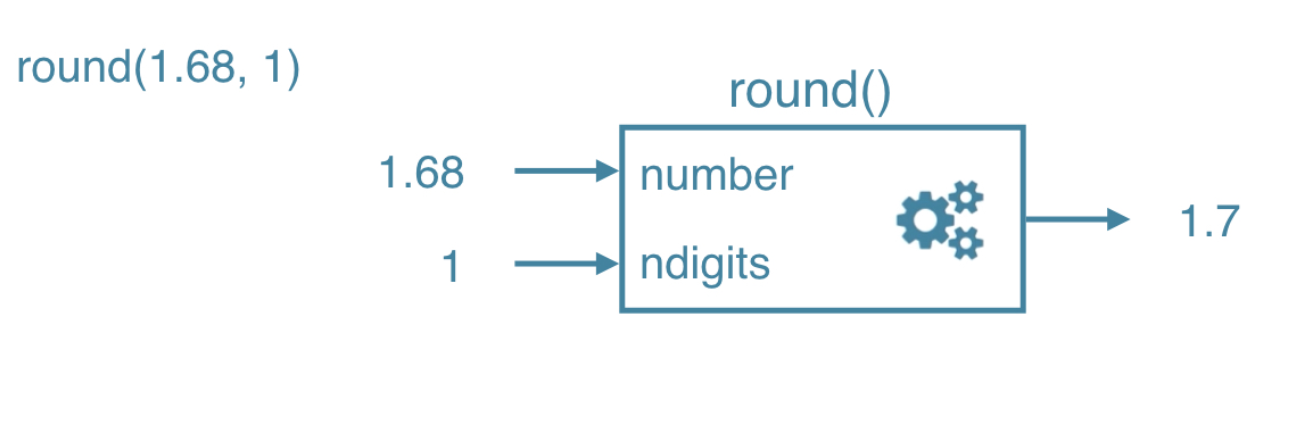 round(1.68, 1)
round()
1.68
number
1.7
1
ndigits